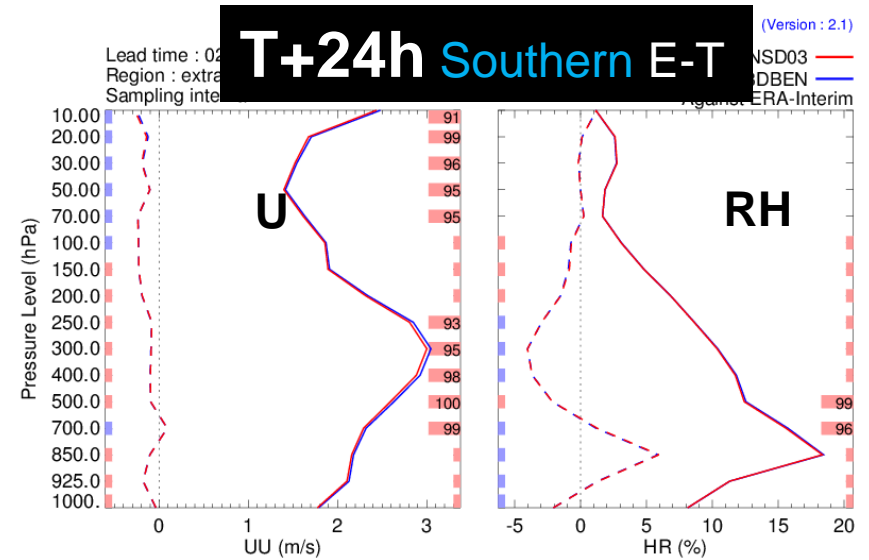 (Version : 2.1)
T+24h Southern E-T
Lead time : 02
Region : extra
Sampling inte
NSD03
DBEN
Against ERA-Interim
Pressure Level (hPa)
10.00
20.00
30.00
50.00
70.00
100.0
150.0
200.0
250.0
300.0
400.0
500.0
700.0
850.0
925.0
1000.
91
99
96
95
95
93
95
98
100
99
U
0 1 2 3
UU (m/s)
RH
99
96
-5 0 5 10 15 20
HR (%)